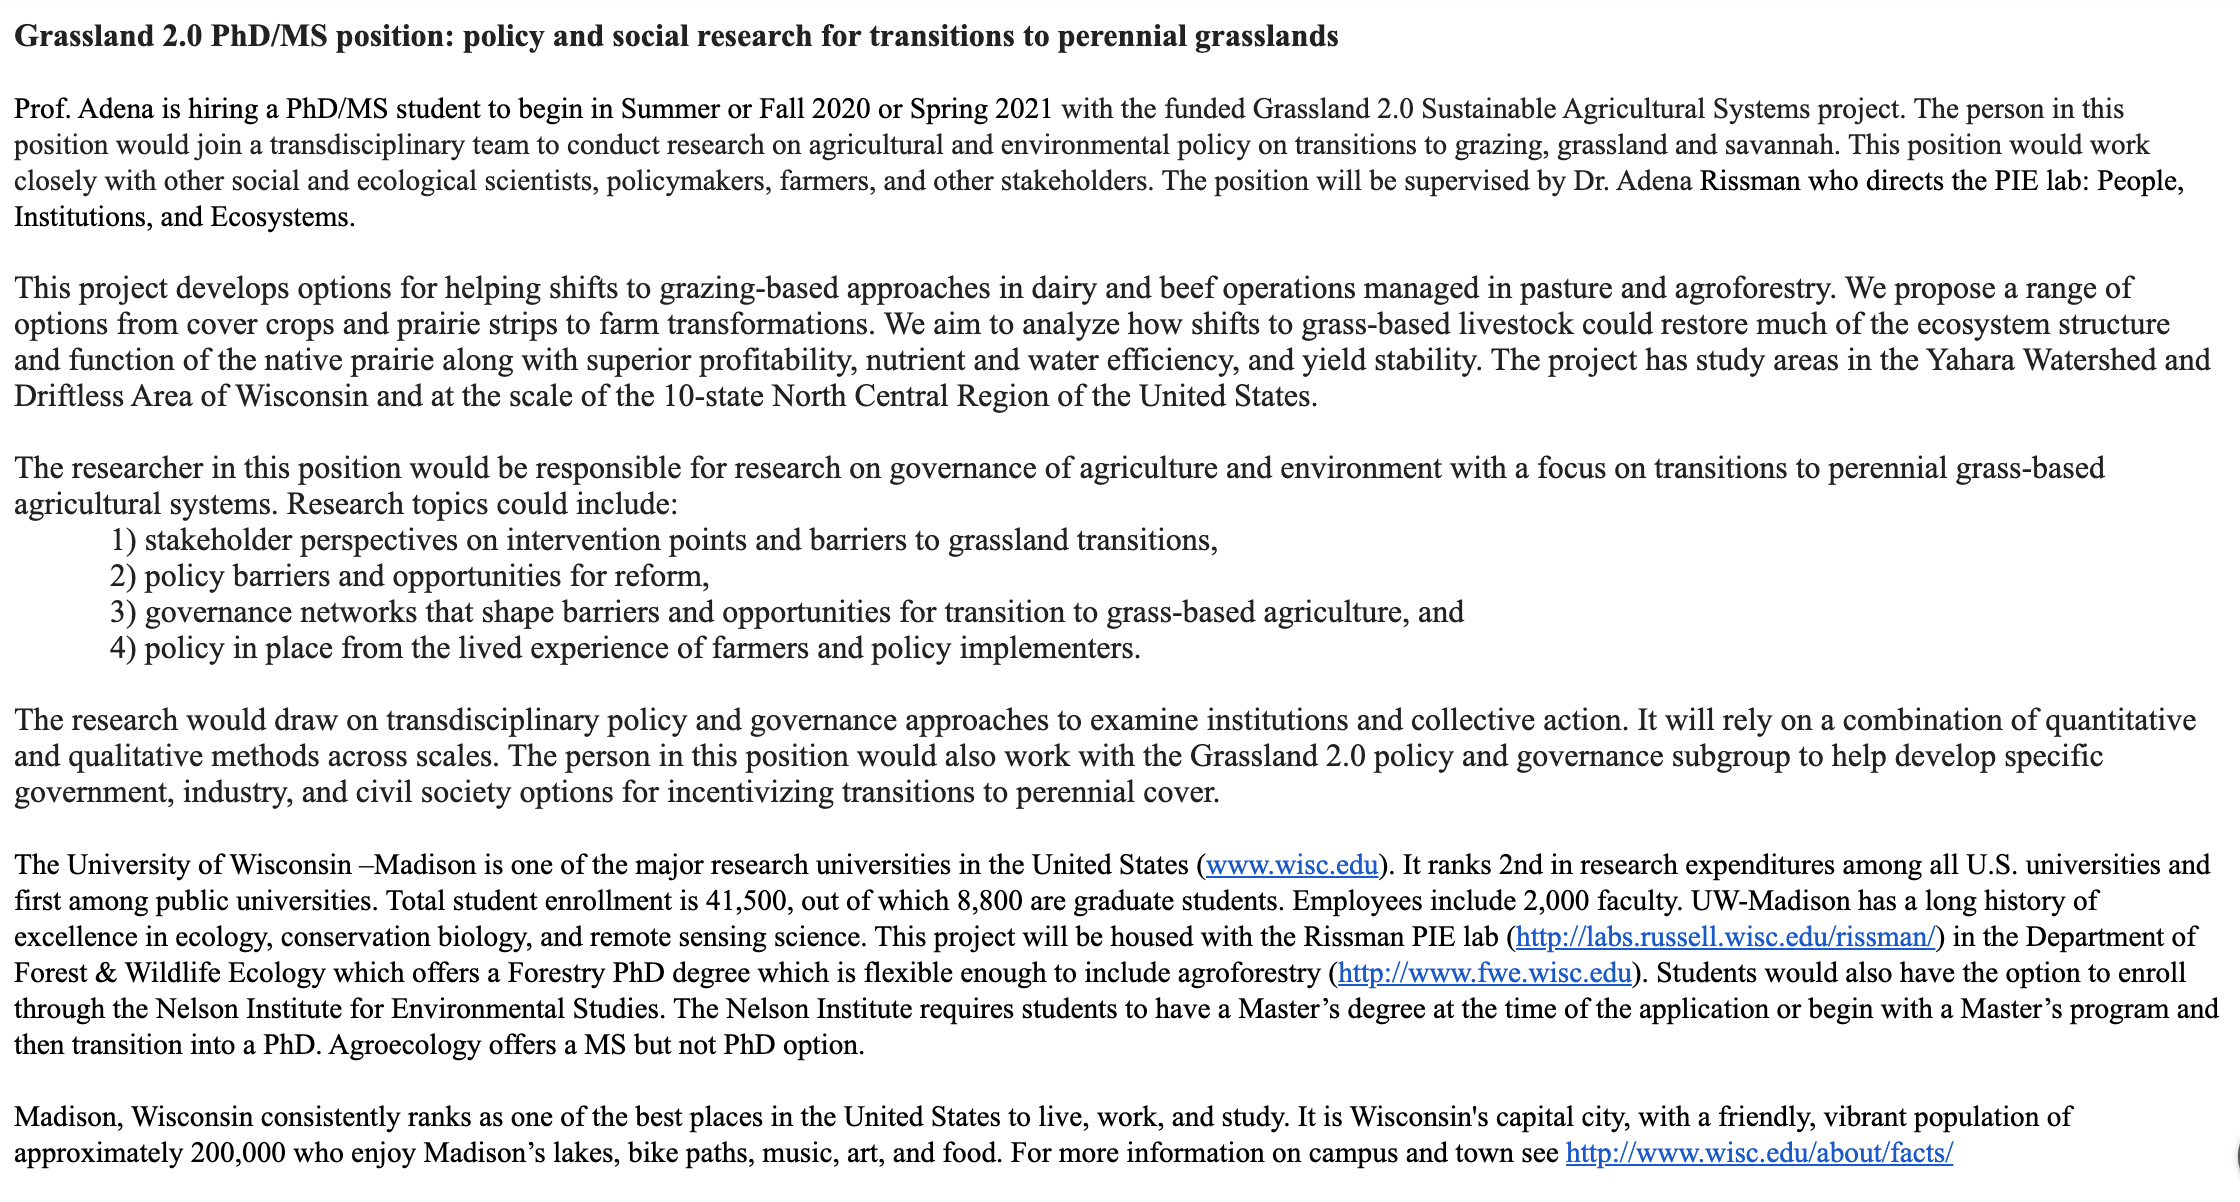 Grassland 2.0 PhD/MS position: policy and social research for transitions to perennial grasslands
Prof. Adena is hiring a PhD/MS student to begin in Summer or Fall 2020 or Spring 2021 with the funded Grassland 2.0 Sustainable Agricultural Systems project. The person in this
position would join a transdisciplinary team to conduct research on agricultural and environmental policy on transitions to grazing, grassland and savannah. This position would work
closely with other social and ecological scientists, policymakers, farmers, and other stakeholders. The position will be supervised by Dr. Adena Rissman who directs the PIE lab: People,
Institutions, and Ecosystems.
This project develops options for helping shifts to grazing-based approaches in dairy and beef operations managed in pasture and agroforestry. We propose a range of
options from cover crops and prairie strips to farm transformations. We aim to analyze how shifts to grass-based livestock could restore much of the ecosystem structure
and function of the native prairie along with superior profitability, nutrient and water efficiency, and yield stability. The project has study areas in the Yahara Watershed and
Driftless Area of Wisconsin and at the scale of the 10-state North Central Region of the United States.
The researcher in this position would be responsible for research on governance of agriculture and environment with a focus on transitions to perennial grass-based
agricultural systems. Research topics could include:
1) stakeholder perspectives on intervention points and barriers to grassland transitions,
2) policy barriers and opportunities for reform,
3) governance networks that shape barriers and opportunities for transition to grass-based agriculture, and
4) policy in place from the lived experience of farmers and policy implementers.
The research would draw on transdisciplinary policy and governance approaches to examine institutions and collective action. It will rely on a combination of quantitative
and qualitative methods across scales. The person in this position would also work with the Grassland 2.0 policy and governance subgroup to help develop specific
government, industry, and civil society options for incentivizing transitions to perennial cover.
The University of Wisconsin –Madison is one of the major research universities in the United States (www.wisc.edu). It ranks 2nd in research expenditures among all U.S. universities and
first among public universities. Total student enrollment is 41,500, out of which 8,800 are graduate students. Employees include 2,000 faculty. UW-Madison has a long history of
excellence in ecology, conservation biology, and remote sensing science. This project will be housed with the Rissman PIE lab (http://labs.russell.wisc.edu/rissman/) in the Department of
Forest & Wildlife Ecology which offers a Forestry PhD degree which is flexible enough to include agroforestry (http://www.fwe.wisc.edu). Students would also have the option to enroll
through the Nelson Institute for Environmental Studies. The Nelson Institute requires students to have a Master’s degree at the time of the application or begin with a Master’s program and
then transition into a PhD. Agroecology offers a MS but not PhD option.
Madison, Wisconsin consistently ranks as one of the best places in the United States to live, work, and study. It is Wisconsin's capital city, with a friendly, vibrant population of
approximately 200,000 who enjoy Madison’s lakes, bike paths, music, art, and food. For more information on campus and town see http://www.wisc.edu/about/facts/